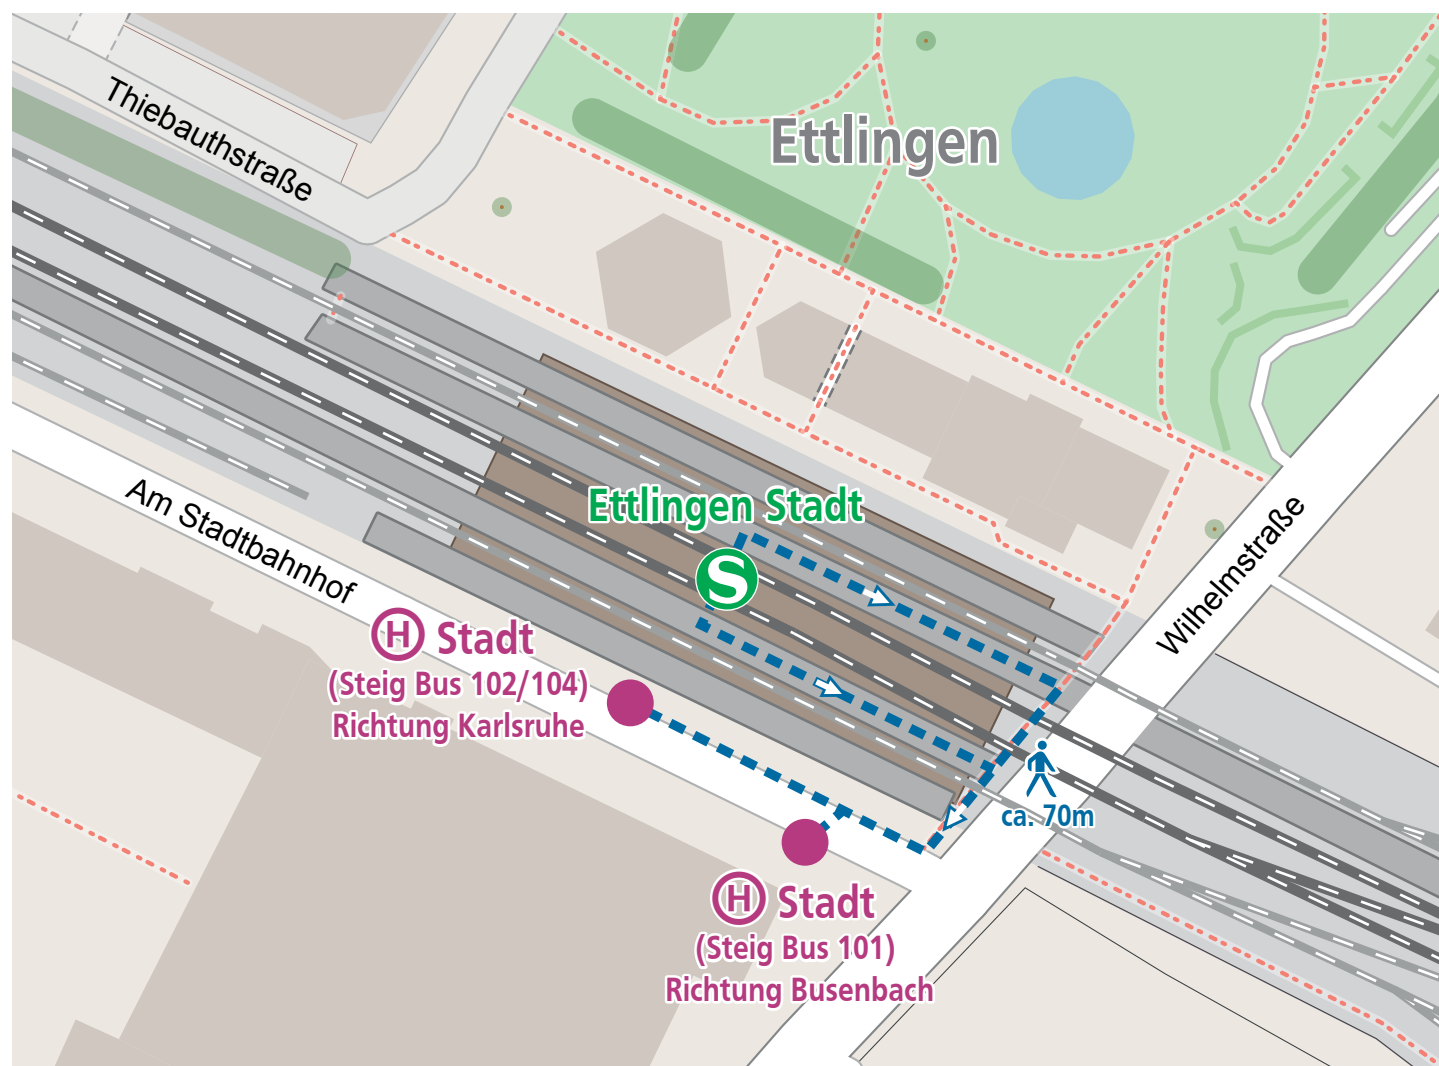 Thiebauthstraße
Ettlingen
Am Stadtbahnhof
Ettlingen Stadt
S
Wilhelmstraße
H Stadt
(Steig Bus 102/104)
Richtung Karlsruhe
ca. 70m
H Stadt
(Steig Bus 101)
Richtung Busenbach